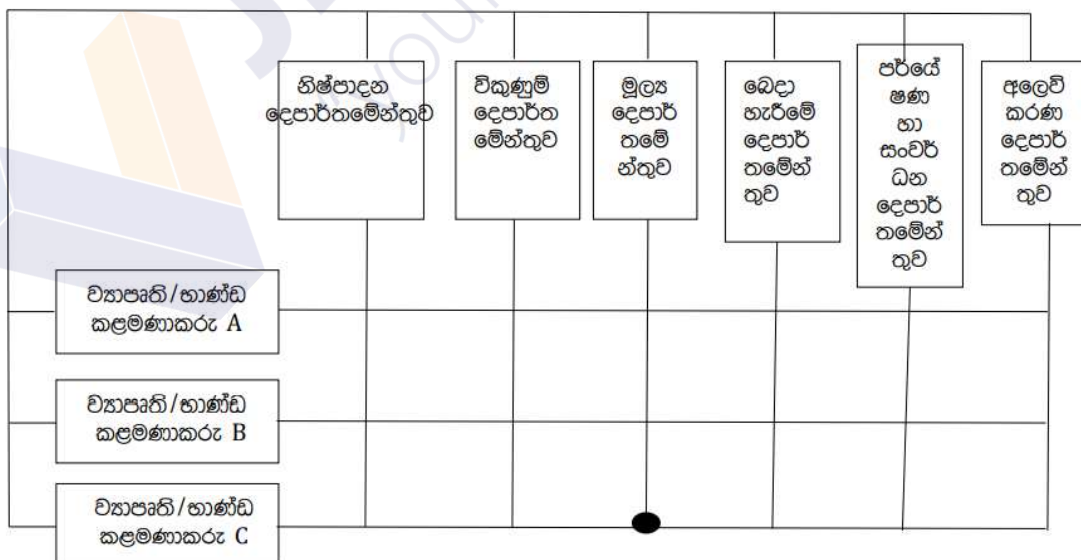 නිෂ්පාදන
දෙපාර්තමේන්තුව
විකුණුම්
දෙපාර්ත
මේන්තුව
මූල්‍ය
දෙපාර්
තමේ
න්තුව
බෙදා
හැරීමේ
දෙපාර්
තමේන්
තුව
පර්යේ
ෂණ
හා
සංවර්
ධන
දෙපාර්
තමේන්
තුව
අලෙවි
කරණ
දෙපාර්
තමේන්
තුව
ව්‍යාපෘති/භාණ්ඩ
කළමණාකරු A
ව්‍යාපෘති/භාණ්ඩ
කළමණාකරු B
ව්‍යාපෘති/භාණ්ඩ
කළමණාකරු C